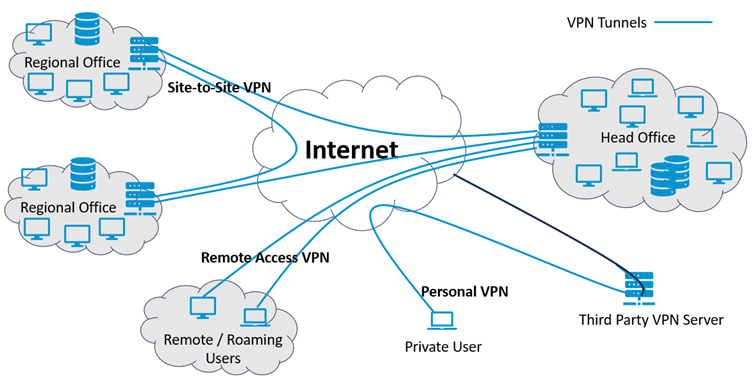 VPN Tunnels
Regional Office
Site-to-Site VPN
Internet
Head Office
Regional Office
Remote Access VPN
Personal VPN
Remote / Roaming
Users
Private User
Third Party VPN Server